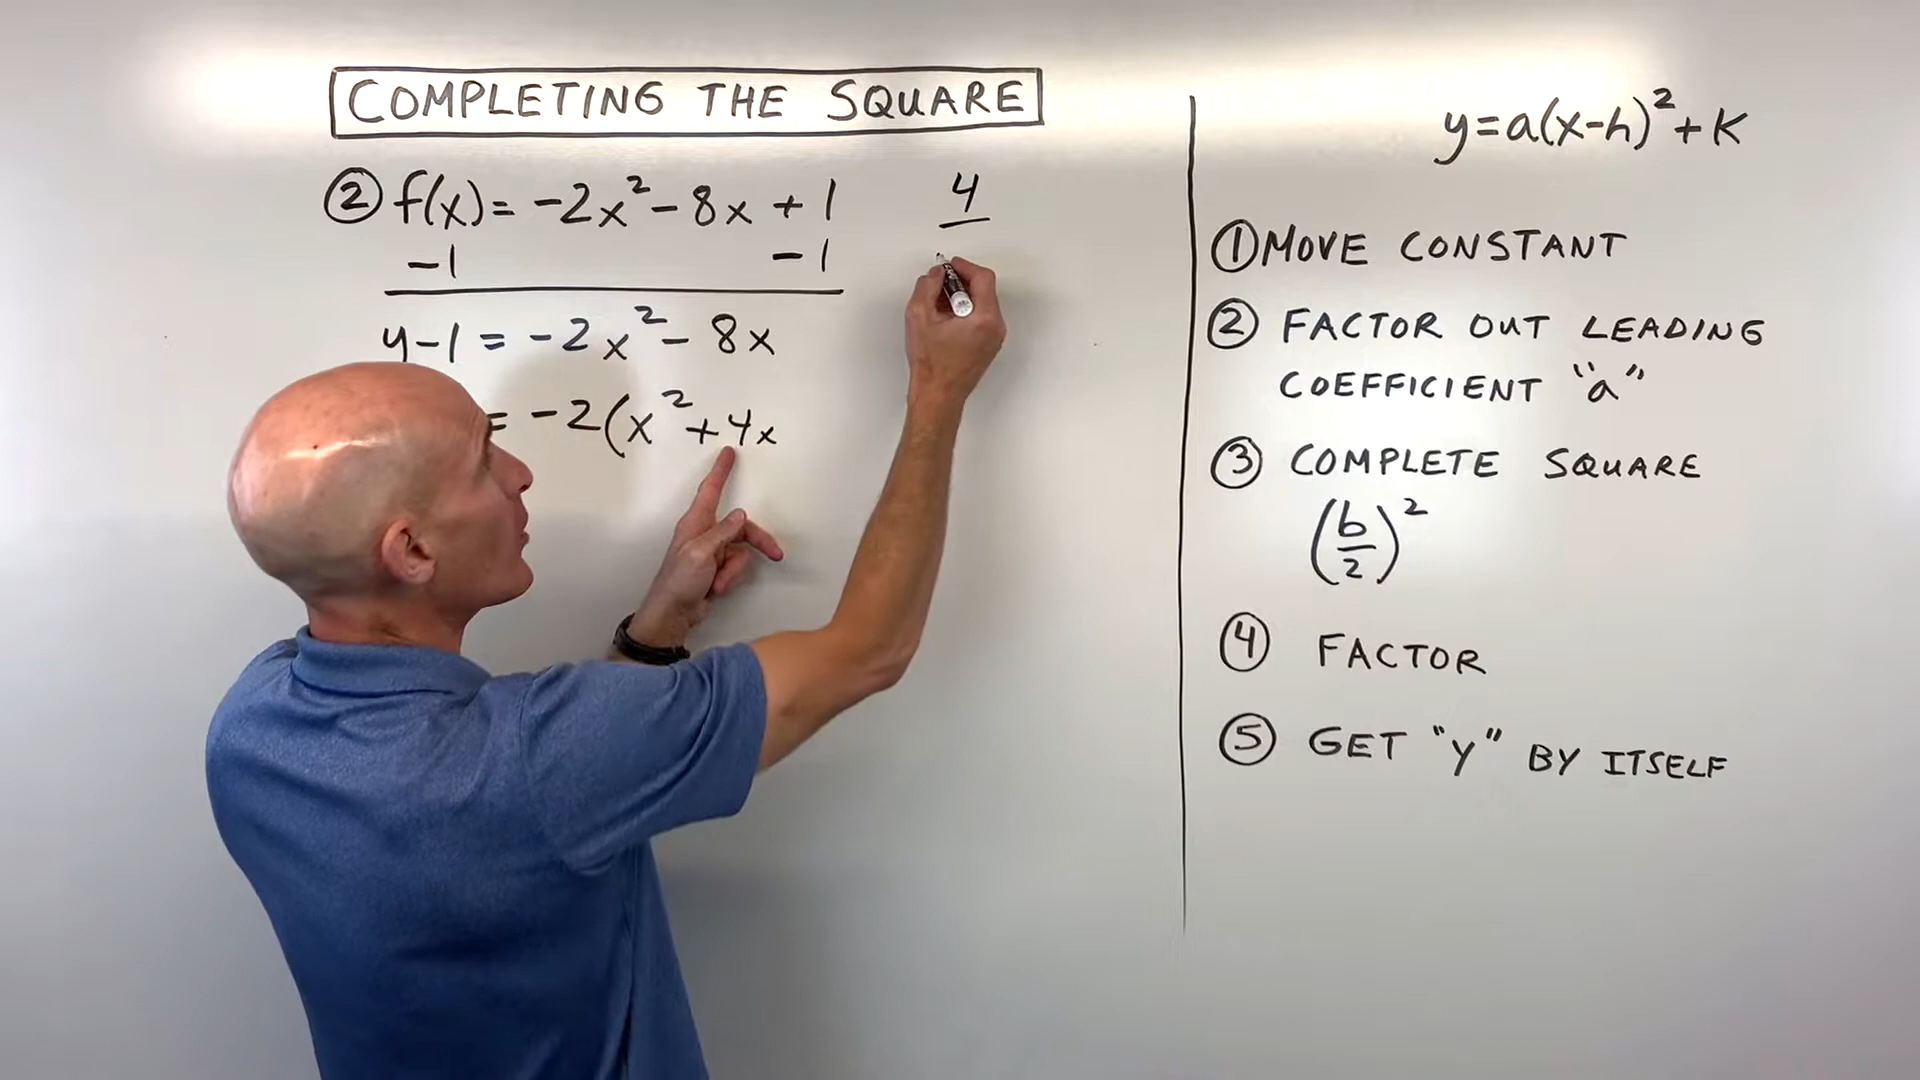 COMPLETING THE SQUARE
② f(x) = -2x² - 8x + 1
-1 -1
y-1 = -2x² - 8x
= -2(x² + 4x
4
y=a(x-h)²+k
① MOVE CONSTANT
② FACTOR OUT LEADING
COEFFICIENT "a"
③ COMPLETE SQUARE
(b/2)²
④ FACTOR
⑤ GET "y" BY ITSELF